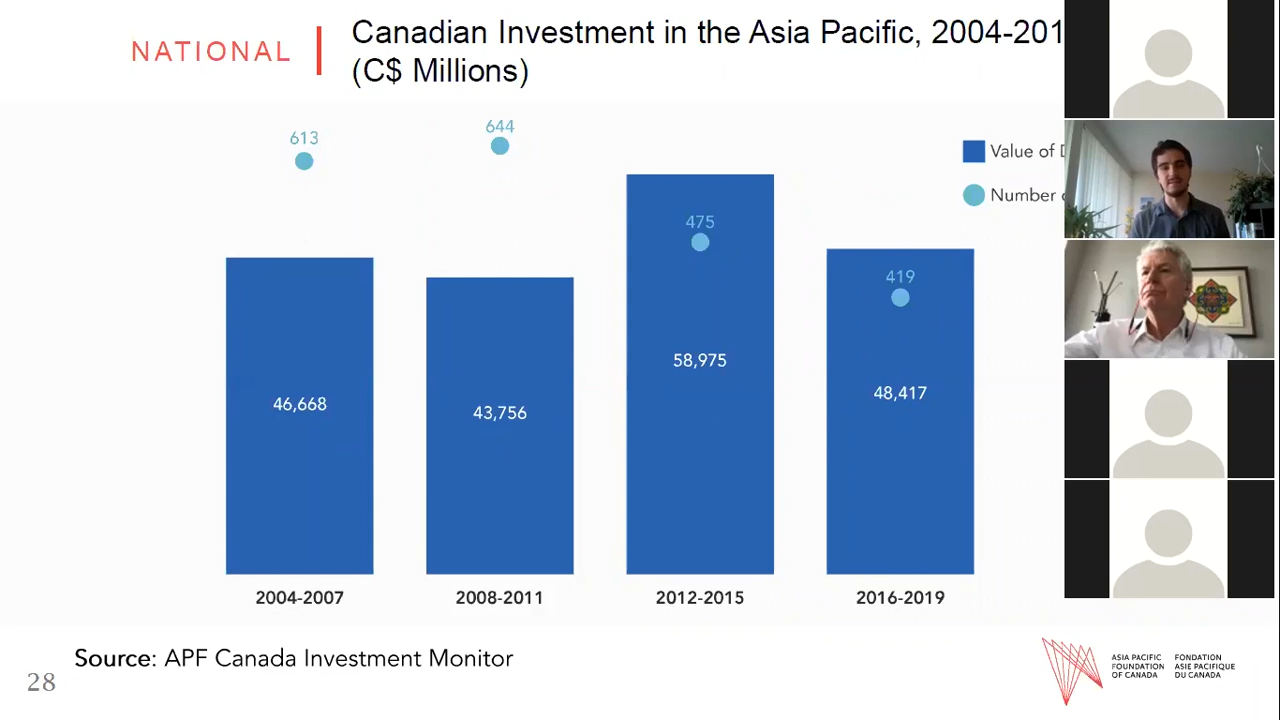 NATIONAL
Canadian Investment in the Asia Pacific, 2004-201
(C$ Millions)
613
644
475
419
Value of
Number
46,668
43,756
58,975
48,417
2004-2007
2008-2011
2012-2015
2016-2019
Source: APF Canada Investment Monitor
28
ASIA PACIFIC
FOUNDATION
OF CANADA
FONDATION
ASIE PACIFIQUE
DU CANADA